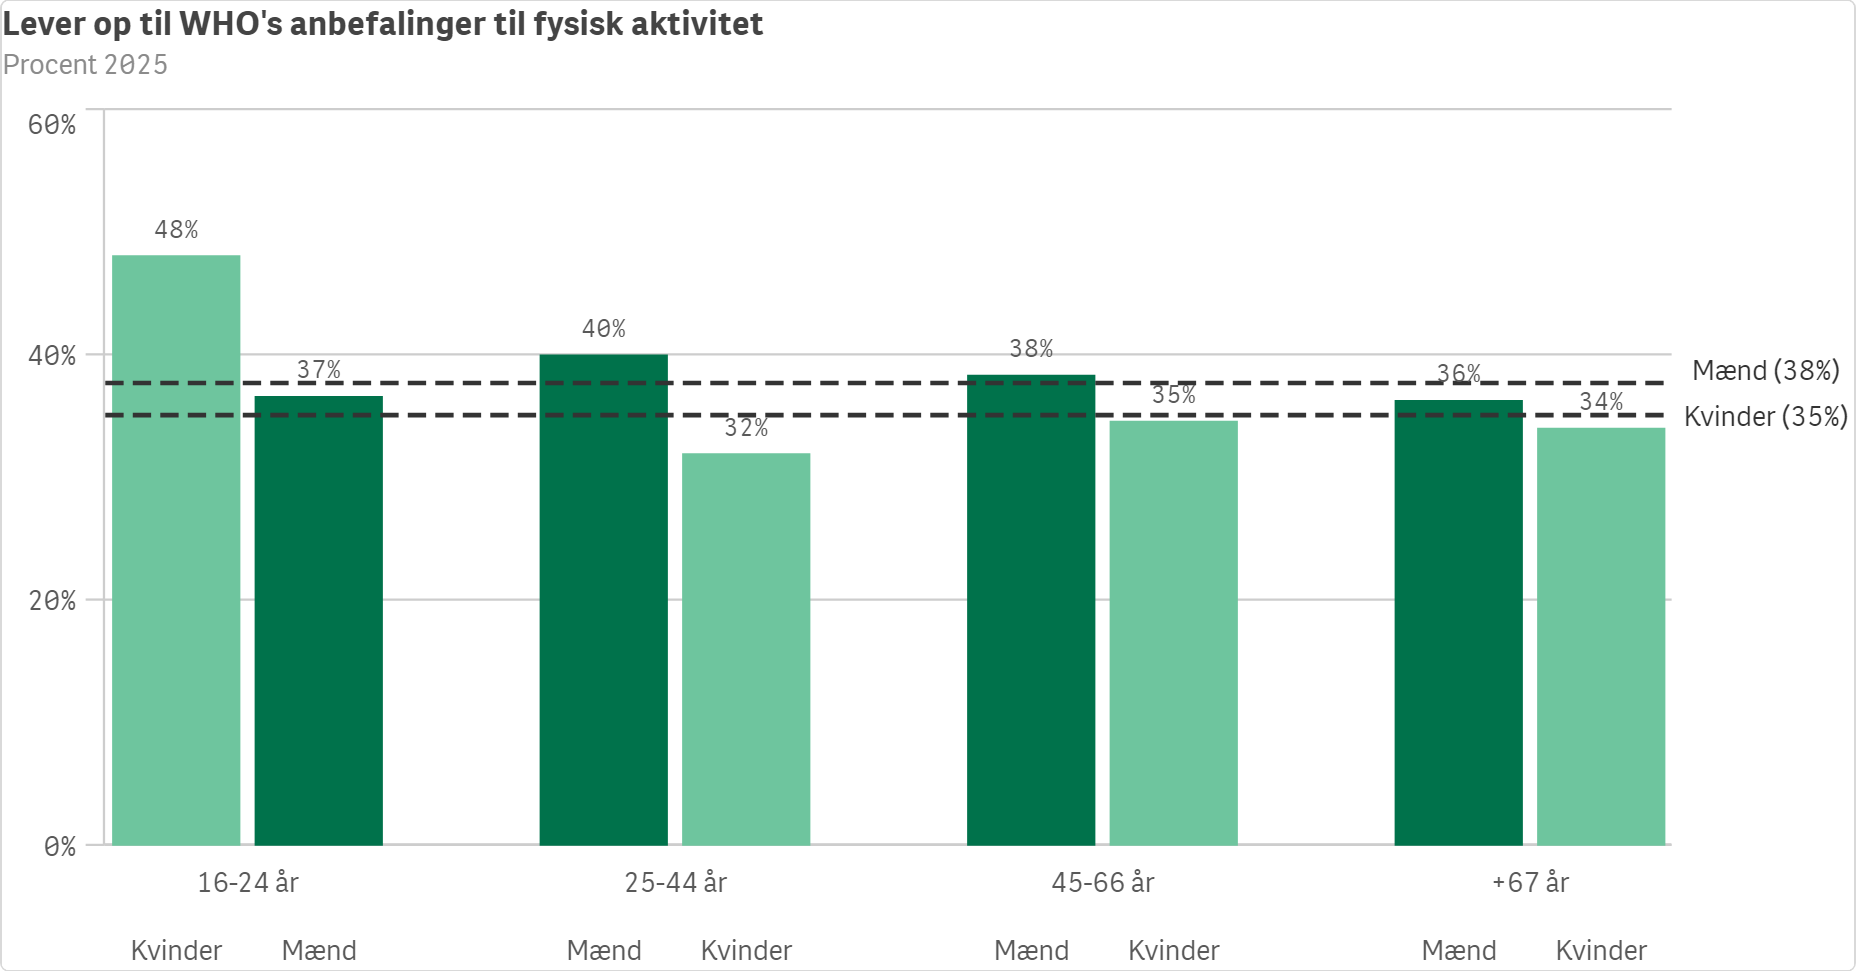 Lever op til WHO's anbefalinger til fysisk aktivitet
Procent 2025
60%
48%
40%
37%
40%
38%
35%
36%
34%
32%
Mænd (38%)
Kvinder (35%)
20%
0%
16-24 år
25-44 år
45-66 år
+67 år
Kvinder
Mænd
Mænd
Kvinder
Mænd
Kvinder
Mænd
Kvinder